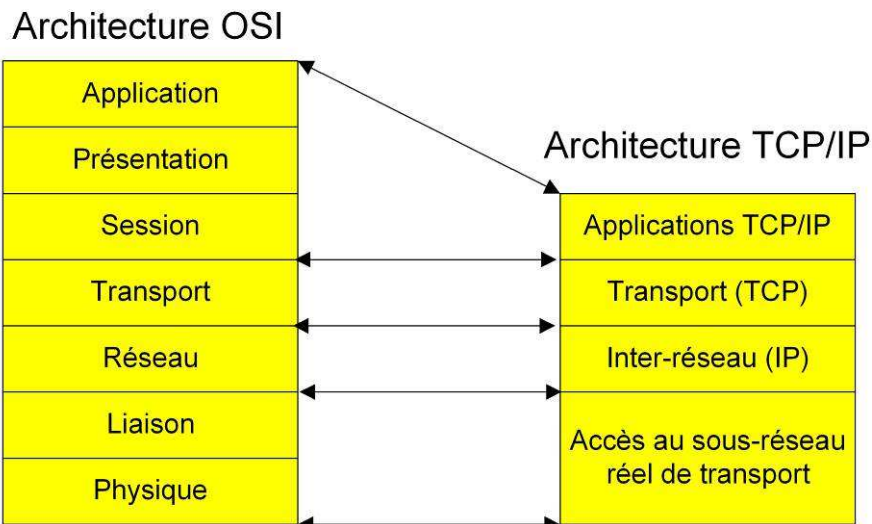 Architecture OSI
Application
Présentation
Session
Transport
Réseau
Liaison
Physique
Architecture TCP/IP
Applications TCP/IP
Transport (TCP)
Inter-réseau (IP)
Accès au sous-réseau
réel de transport